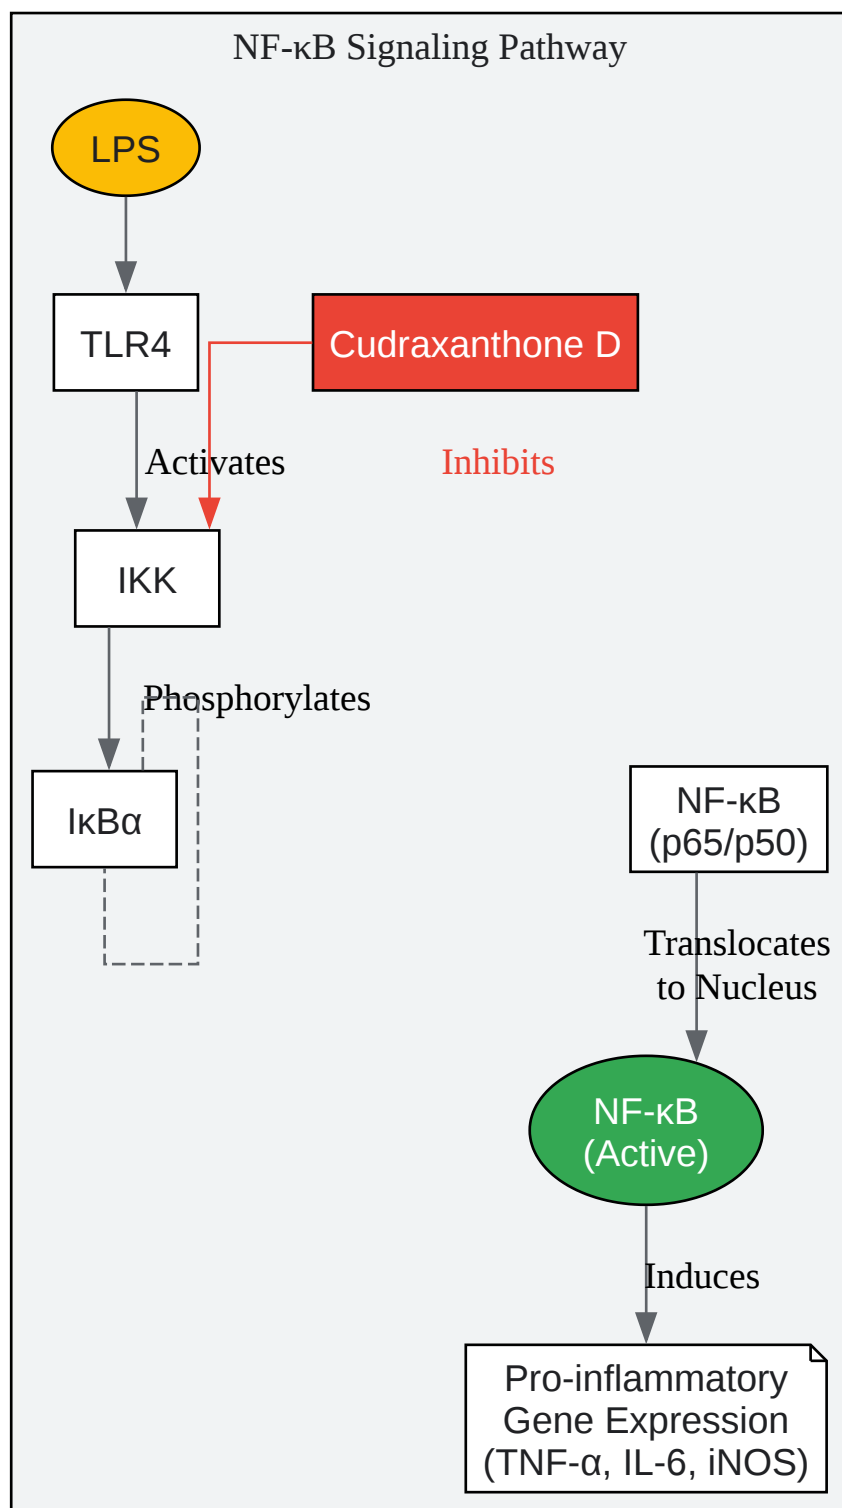 NF-κB Signaling Pathway
LPS
TLR4
Cudraxanthone D
Activates
Inhibits
IKK
Phosphorylates
IκBα
NF-κB
(p65/p50)
Translocates
to Nucleus
NF-κB
(Active)
Induces
Pro-inflammatory
Gene Expression
(TNF-α, IL-6, iNOS)